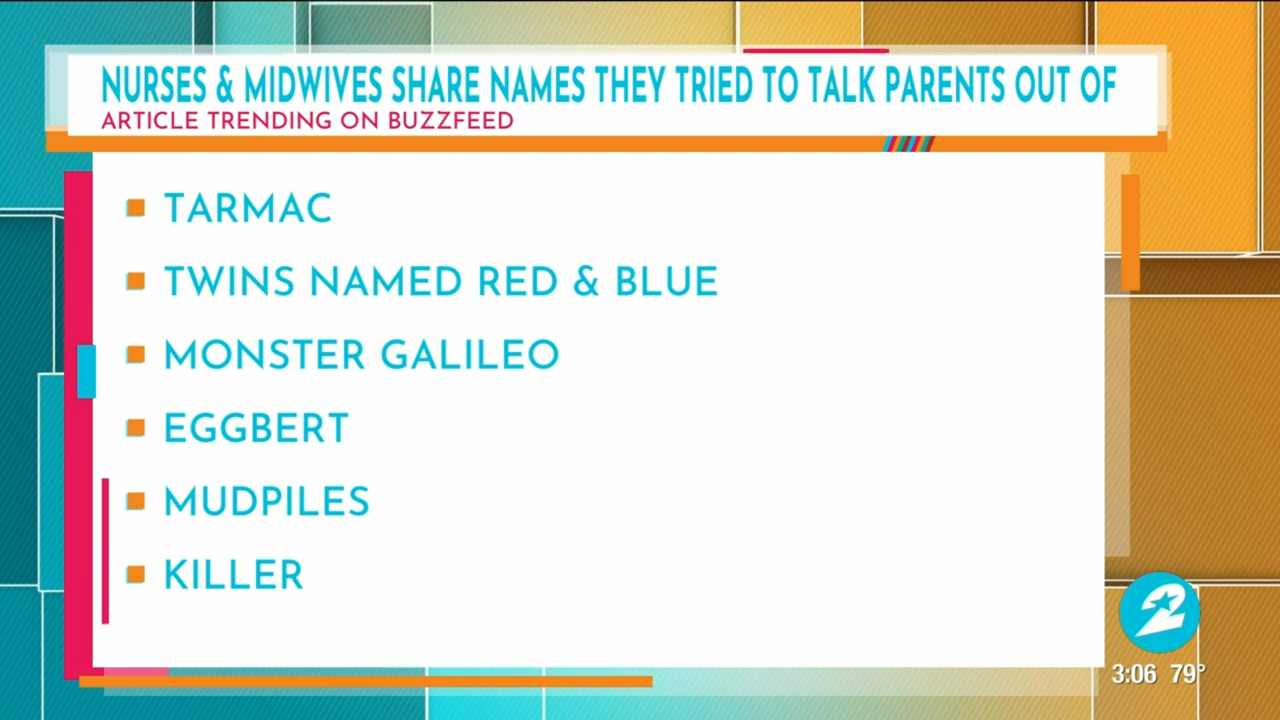 NURSES & MIDWIVES SHARE NAMES THEY TRIED TO TALK PARENTS OUT OF
ARTICLE TRENDING ON BUZZFEED
TARMAC
TWINS NAMED RED & BLUE
MONSTER GALILEO
EGGBERT
MUDPILES
KILLER
2
3:06 79°